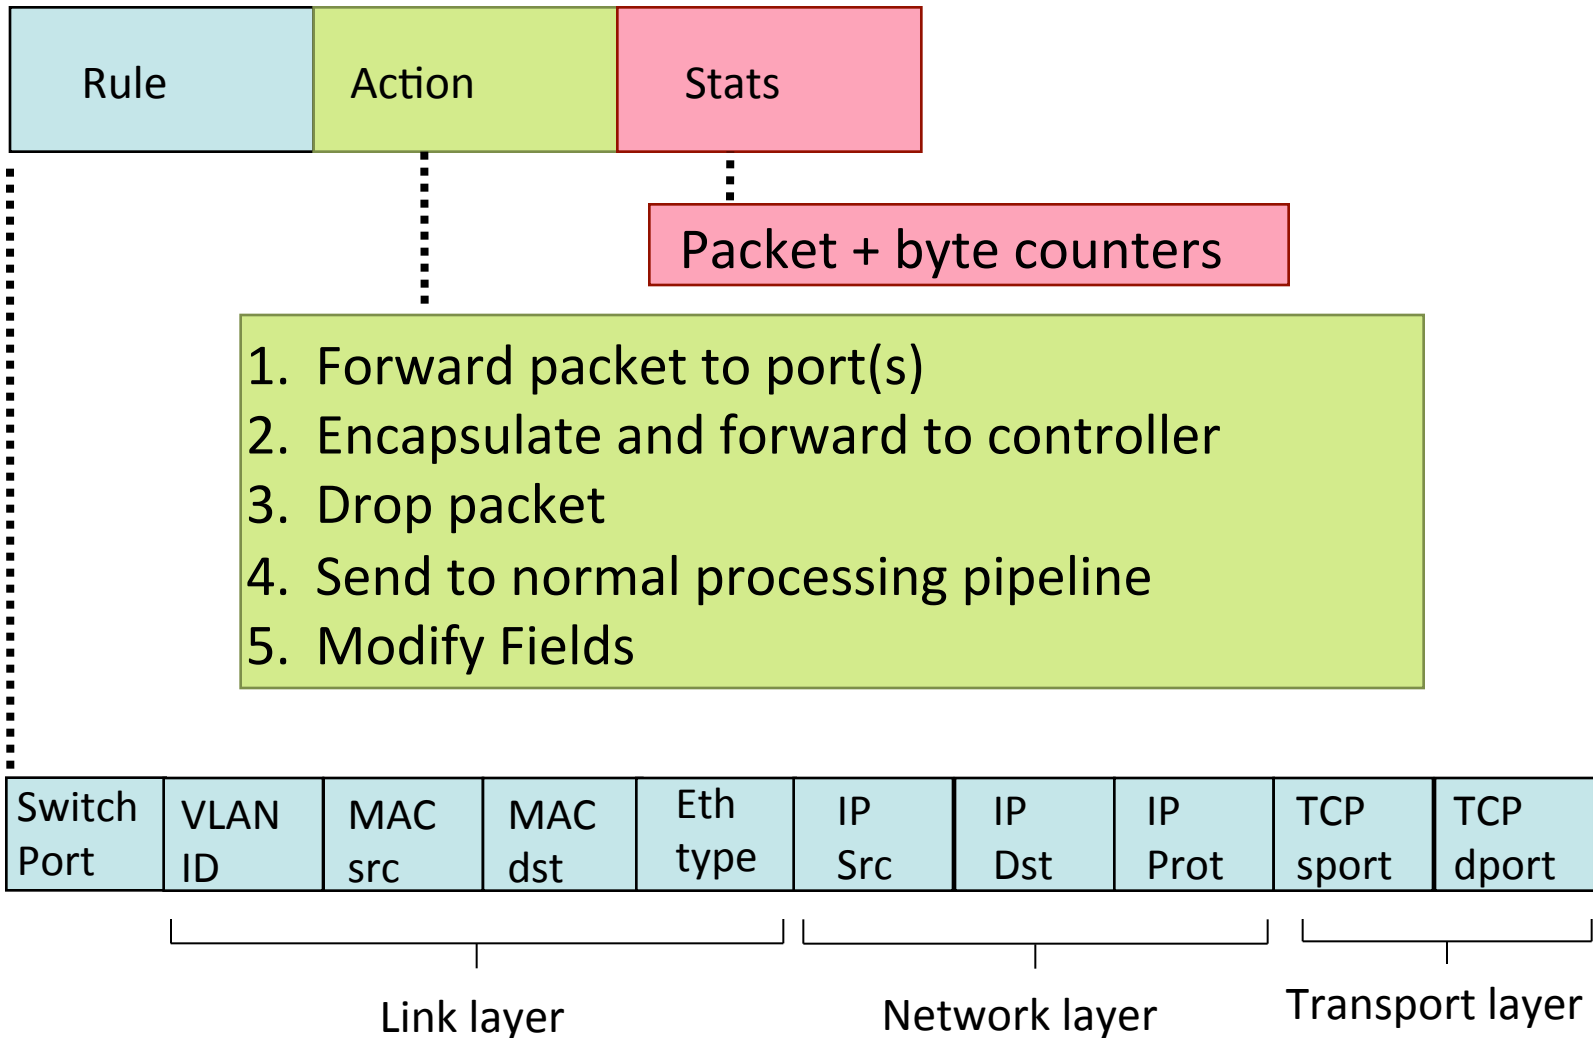 Rule Action Stats
Packet + byte counters
1. Forward packet to port(s)
2. Encapsulate and forward to controller
3. Drop packet
4. Send to normal processing pipeline
5. Modify Fields
Switch Port
VLAN ID
MAC src
MAC dst
Eth type
IP Src
IP Dst
IP Prot
TCP sport
TCP dport
Link layer
Network layer
Transport layer